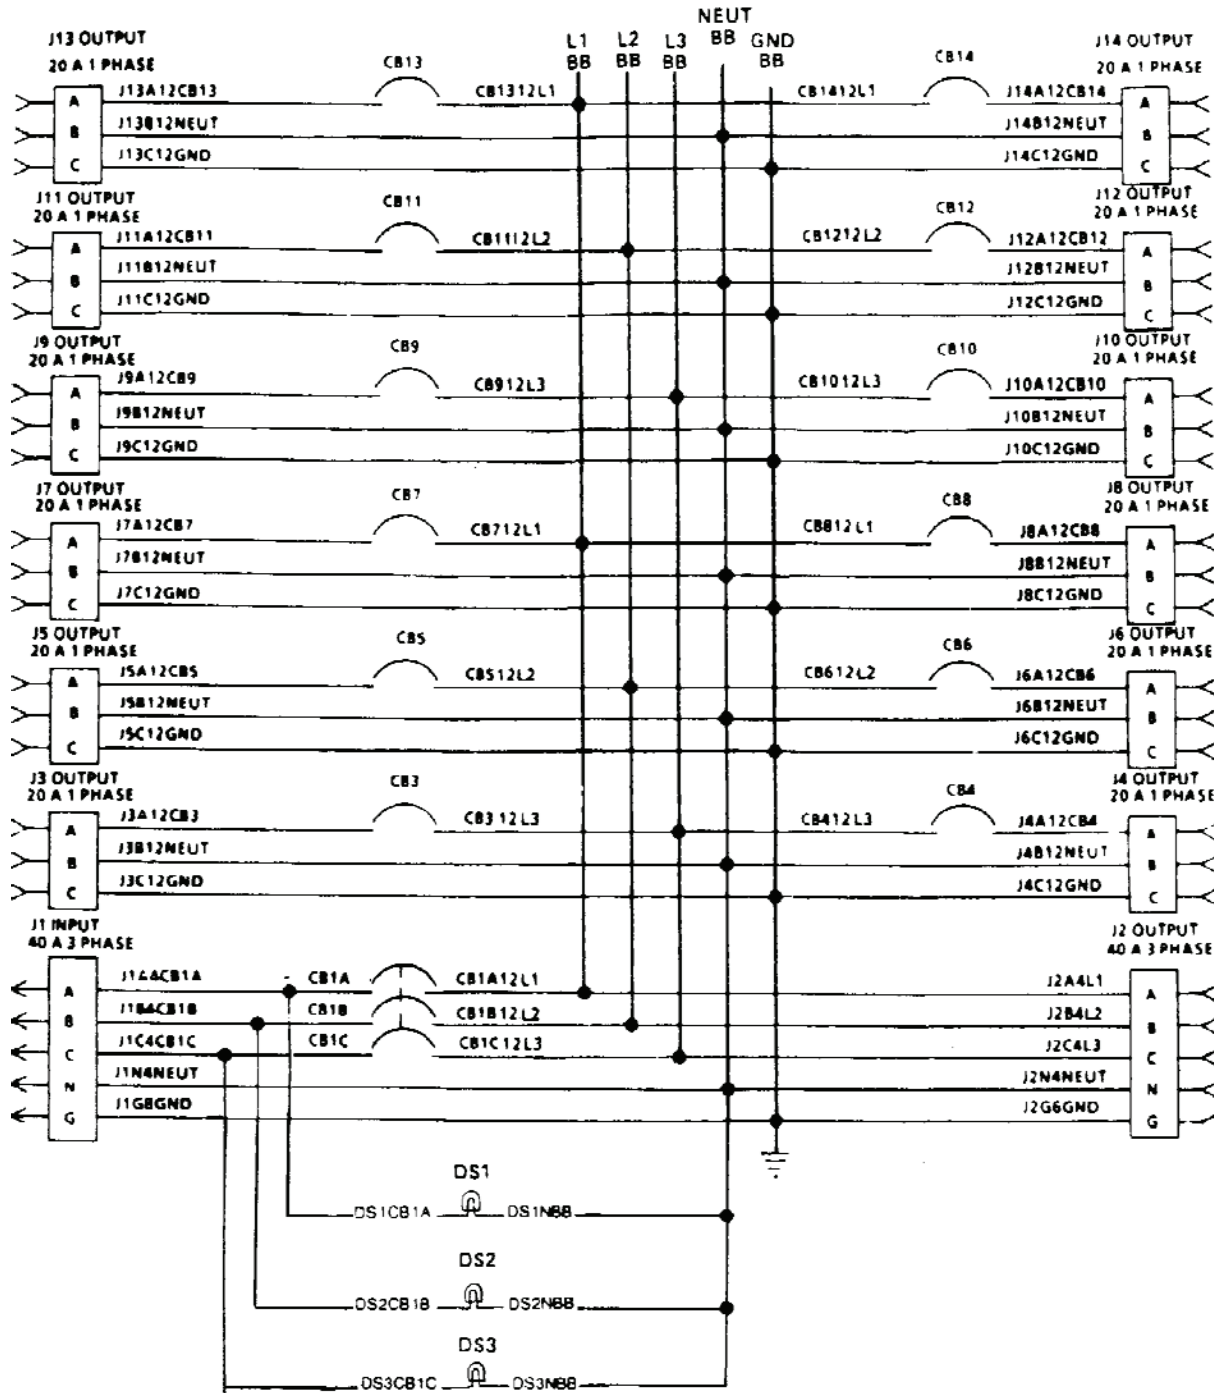 NEUT
BB
L1
BB
L2
BB
L3
BB
GND
BB
J13 OUTPUT
20 A 1 PHASE
CB13
CB14
J14 OUTPUT
20 A 1 PHASE
A J13A12CB13 CB1312L1 CB1412L1 J14A12CB14 A
B J13B12NEUT J14B12NEUT B
C J13C12GND J14C12GND C
J11 OUTPUT
20 A 1 PHASE
CB11
CB12
J12 OUTPUT
20 A 1 PHASE
A J11A12CB11 CB1112L2 CB1212L2 J12A12CB12 A
B J11B12NEUT J12B12NEUT B
C J11C12GND J12C12GND C
J9 OUTPUT
20 A 1 PHASE
CB9
CB10
J10 OUTPUT
20 A 1 PHASE
A J9A12CB9 CB912L3 CB1012L3 J10A12CB10 A
B J9B12NEUT J10B12NEUT B
C J9C12GND J10C12GND C
J7 OUTPUT
20 A 1 PHASE
CB7
CB8
J8 OUTPUT
20 A 1 PHASE
A J7A12CB7 CB712L1 CB812L1 J8A12CB8 A
B J7B12NEUT J8B12NEUT B
C J7C12GND J8C12GND C
J5 OUTPUT
20 A 1 PHASE
CB5
CB6
J6 OUTPUT
20 A 1 PHASE
A J5A12CB5 CB512L2 CB612L2 J6A12CB6 A
B J5B12NEUT J6B12NEUT B
C J5C12GND J6C12GND C
J3 OUTPUT
20 A 1 PHASE
CB3
CB4
J4 OUTPUT
20 A 1 PHASE
A J3A12CB3 CB312L3 CB412L3 J4A12CB4 A
B J3B12NEUT J4B12NEUT B
C J3C12GND J4C12GND C
J1 INPUT
40 A 3 PHASE
J2 OUTPUT
40 A 3 PHASE
A J1A4CB1A CB1A CB1A12L1 J2A4L1 A
B J1B4CB1B CB1B CB1B12L2 J2B4L2 B
C J1C4CB1C CB1C CB1C12L3 J2C4L3 C
N J1N4NEUT J2N4NEUT N
G J1G8GND J2G6GND G
DS1
DS1CB1A DS1NBB
DS2
DS2CB1B DS2NBB
DS3
DS3CB1C DS3NBB